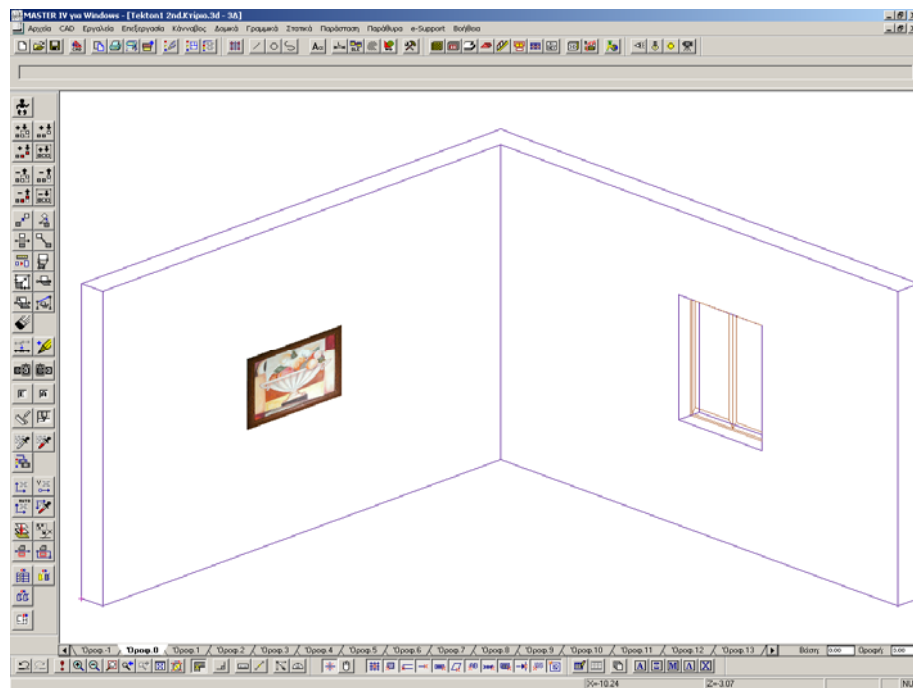 MASTER IV για Windows - [Tekton1 2nd.Κτίριο.3d - 3Δ]
Αρχεία CAD Εργαλεία Επεξεργασία Κάνναβος Δομικά Γραμμικά Στατικά Παράσταση Παράθυρα e-Support Βοήθεια
Όροφ.-1 Όροφ.0 Όροφ.1 Όροφ.2 Όροφ.3 Όροφ.4 Όροφ.5 Όροφ.6 Όροφ.7 Όροφ.8 Όροφ.9 Όροφ.10 Όροφ.11 Όροφ.12 Όροφ.13 Βάση: 0.00 Οροφή: 3.00
A Ξ M A X
X=-10.24 Z=-3.07 NU